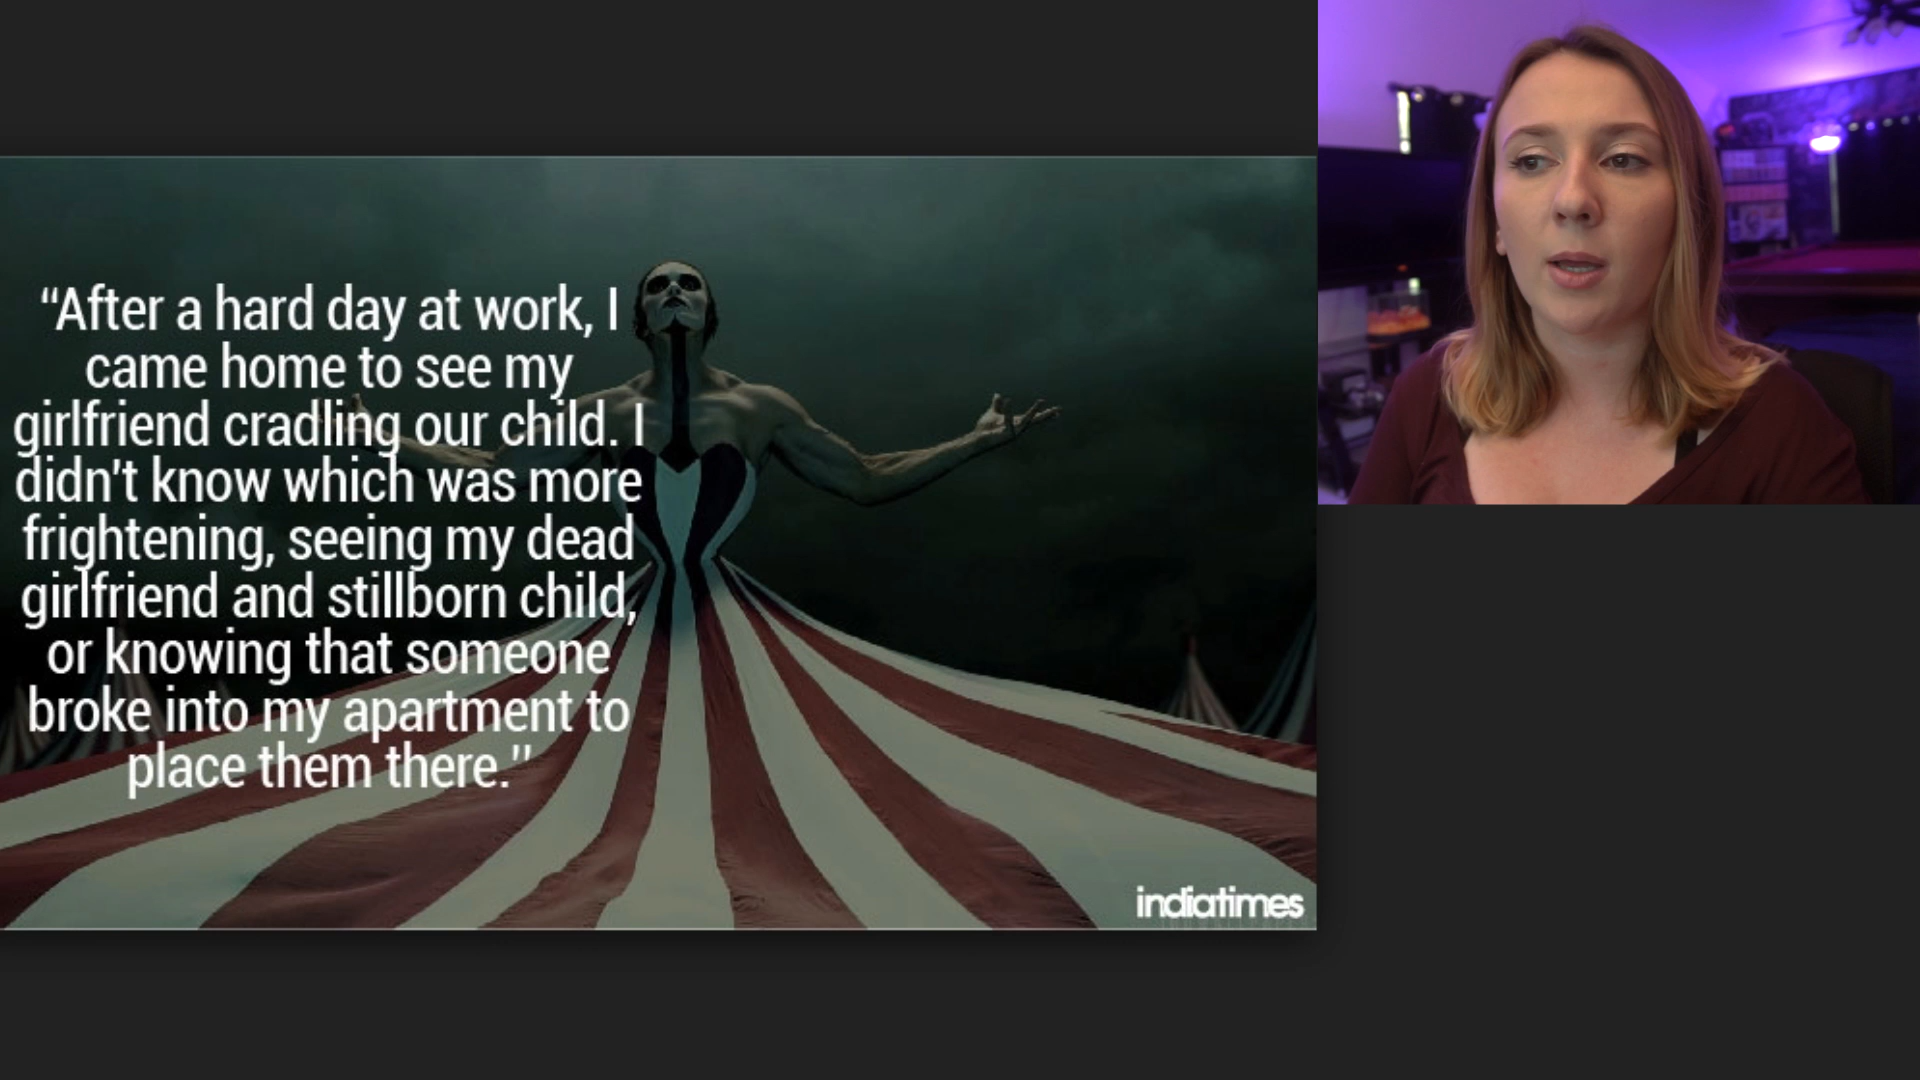 “After a hard day at work, I
came home to see my
girlfriend cradling our child. I
didn't know which was more
frightening, seeing my dead
girlfriend and stillborn child,
or knowing that someone
broke into my apartment to
place them there.”
indiatimes